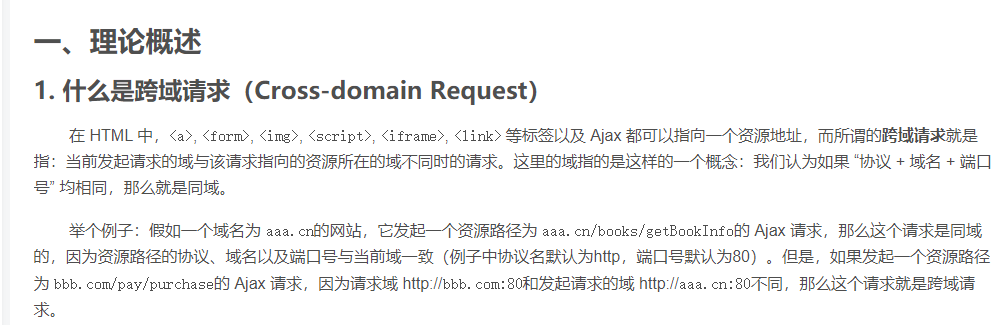 一、理论概述
1. 什么是跨域请求（Cross-domain Request）
在 HTML 中，<a>, <form>, <img>, <script>, <iframe>, <link> 等标签以及 Ajax 都可以指向一个资源地址，而所谓的跨域请求就是
指：当前发起请求的域与该请求指向的资源所在的域不同时的请求。这里的域指的是这样的一个概念：我们认为如果 “协议 + 域名 + 端口
号” 均相同，那么就是同域。
举个例子：假如一个域名为 aaa.cn的网站，它发起一个资源路径为 aaa.cn/books/getBookInfo的 Ajax 请求，那么这个请求是同域
的，因为资源路径的协议、域名以及端口号与当前域一致（例子中协议名默认为http，端口号默认为80）。但是，如果发起一个资源路径
为 bbb.com/pay/purchase的 Ajax 请求，因为请求域 http://bbb.com:80和发起请求的域 http://aaa.cn:80不同，那么这个请求就是跨域请
求。